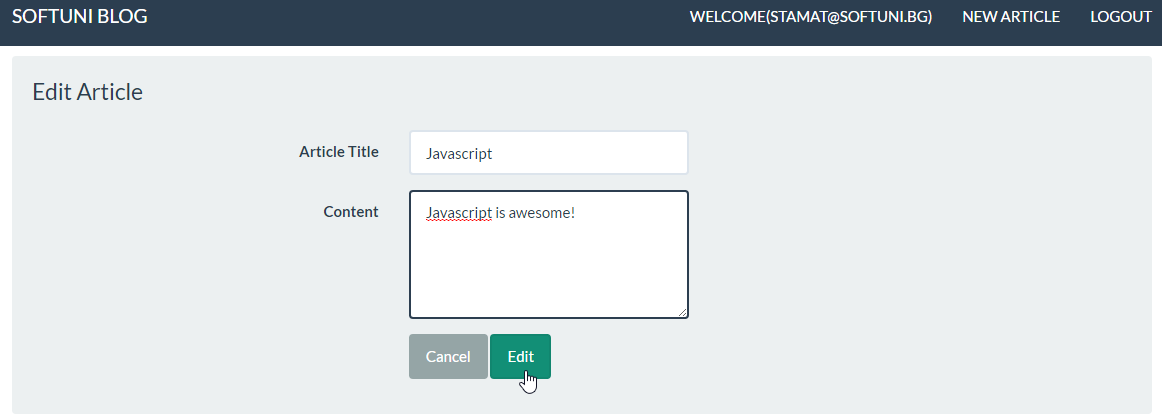 SOFTUNI BLOG WELCOME(STAMAT@SOFTUNI.BG) NEW ARTICLE LOGOUT
Edit Article
Article Title Javascript
Content Javascript is awesome!
Cancel Edit